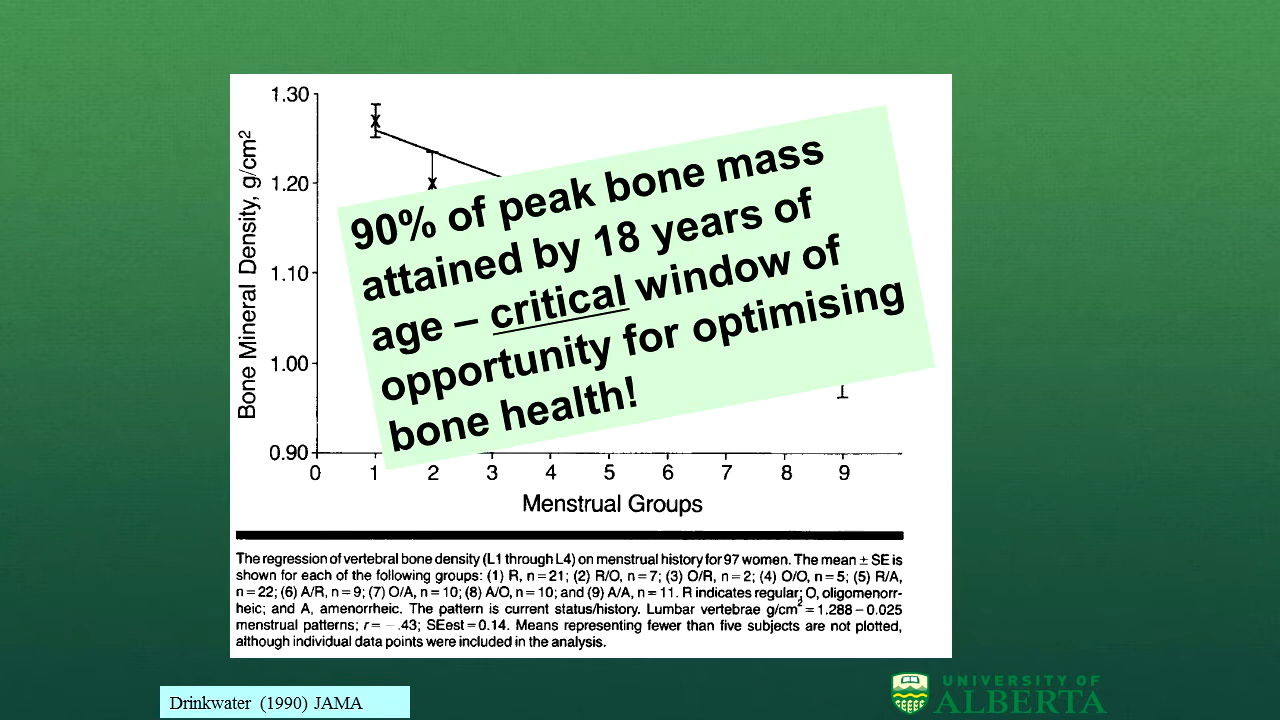 1.30
1.20
1.10
1.00
0.90
Bone Mineral Density, g/cm²
90% of peak bone mass
attained by 18 years of
age – critical window of
opportunity for optimising
bone health!
0 1 2 3 4 5 6 7 8 9
Menstrual Groups
The regression of vertebral bone density (L1 through L4) on menstrual history for 97 women. The mean ± SE is
shown for each of the following groups: (1) R, n=21; (2) R/O, n=7; (3) O/R, n=2; (4) O/O, n=5; (5) R/A,
n=22; (6) A/R, n=9; (7) O/A, n=10; (8) A/O, n=10; and (9) A/A, n=11. R indicates regular; O, oligomenorr-
heic; and A, amenorrheic. The pattern is current status/history. Lumbar vertebrae g/cm²=1.288–0.025
menstrual patterns; r= –.43; SEest=0.14. Means representing fewer than five subjects are not plotted,
although individual data points were included in the analysis.
Drinkwater (1990) JAMA
UNIVERSITY OF
ALBERTA